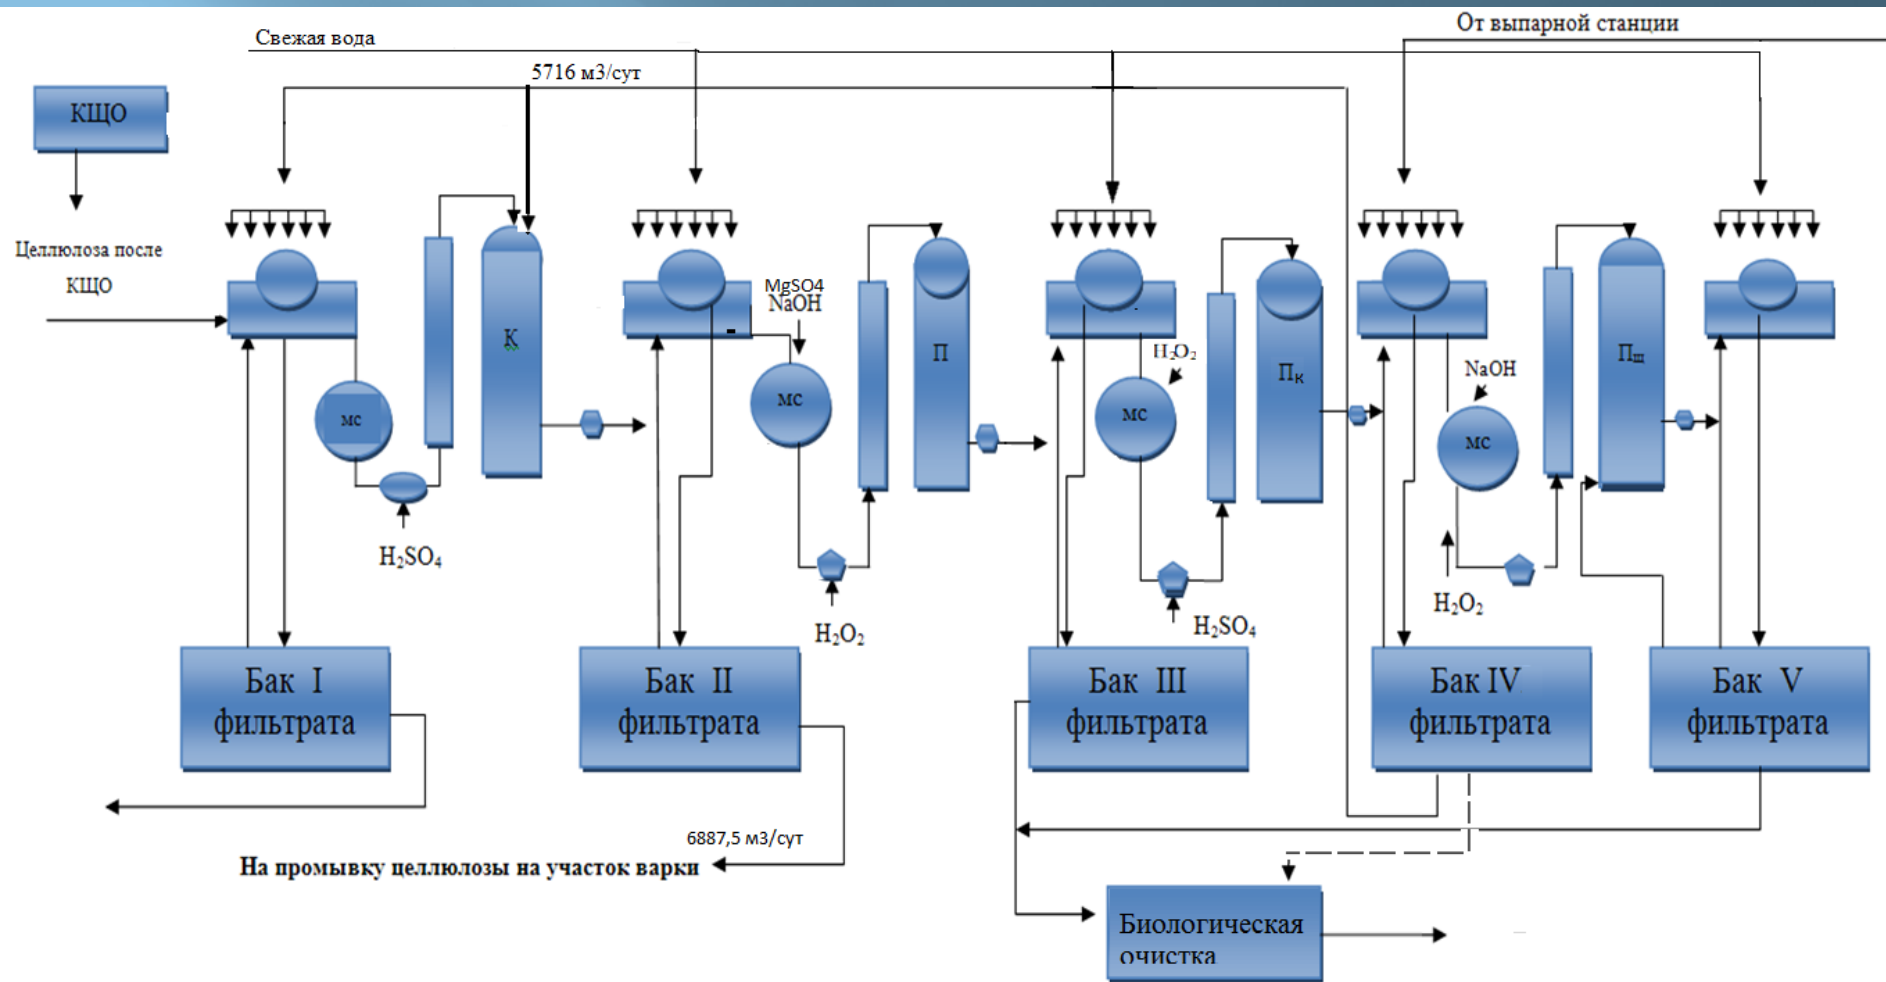 От выпарной станции
Свежая вода
5716 м3/сут
КЩО
Целлюлоза после
КЩО
MgSO4
NaOH
К
П
H₂O₂
Пк
Пщ
NaOH
мс
мс
мс
мс
H₂SO₄
H₂O₂
H₂SO₄
H₂O₂
Бак I
фильтрата
Бак II
фильтрата
Бак III
фильтрата
Бак IV
фильтрата
Бак V
фильтрата
6887,5 м3/сут
На промывку целлюлозы на участок варки
Биологическая
очистка